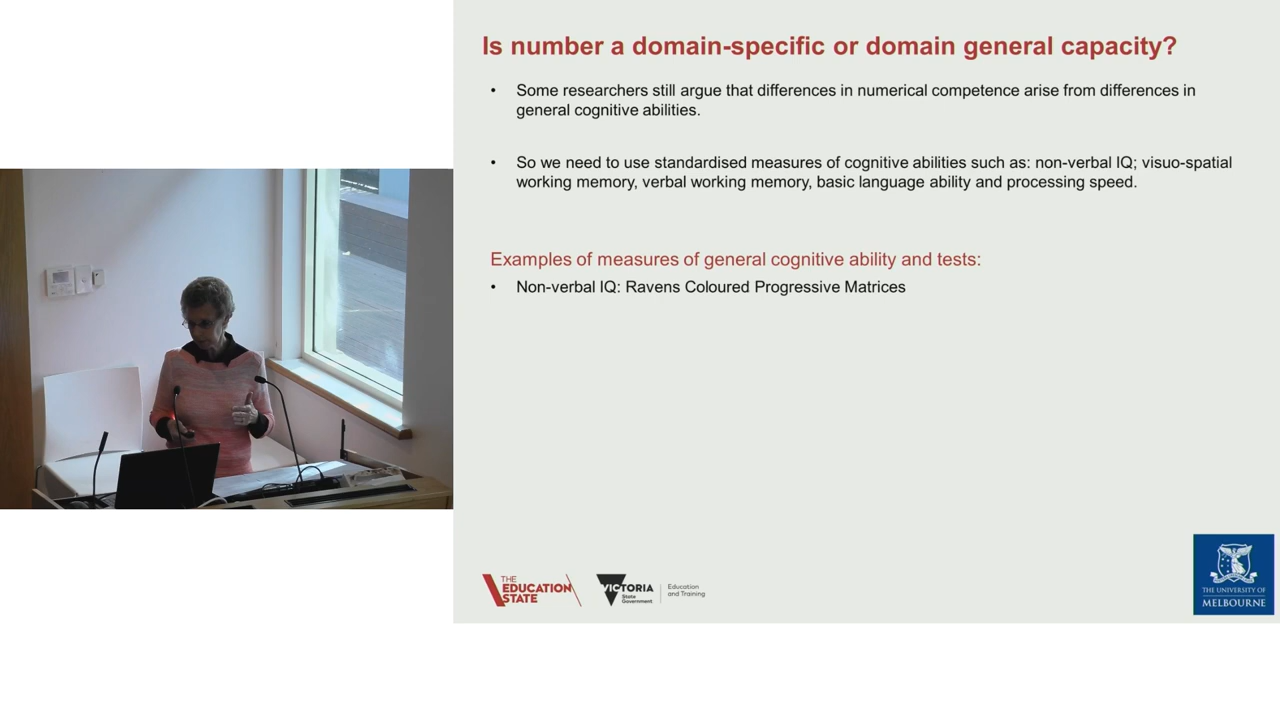 Is number a domain-specific or domain general capacity?
• Some researchers still argue that differences in numerical competence arise from differences in
general cognitive abilities.
• So we need to use standardised measures of cognitive abilities such as: non-verbal IQ; visuo-spatial
working memory, verbal working memory, basic language ability and processing speed.
Examples of measures of general cognitive ability and tests:
• Non-verbal IQ: Ravens Coloured Progressive Matrices
THE
EDUCATION
STATE
VICTORIA
State
Government
Education
and Training
THE UNIVERSITY OF
MELBOURNE